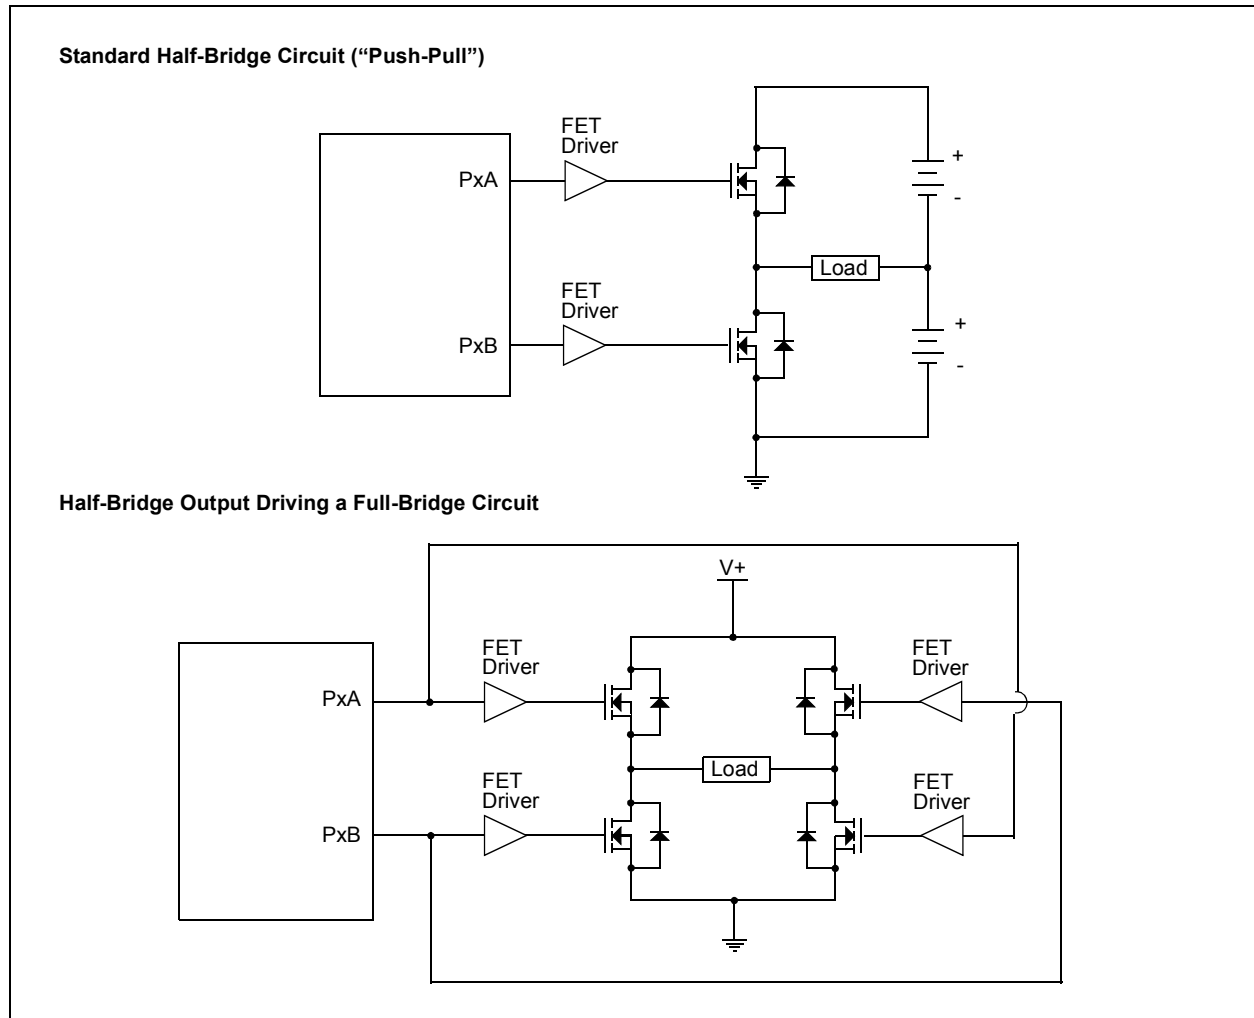 Standard Half-Bridge Circuit (“Push-Pull”)
FET
Driver
PxA
+
-
Load
FET
Driver
PxB
+
-
Half-Bridge Output Driving a Full-Bridge Circuit
V+
FET
Driver
FET
Driver
PxA
Load
FET
Driver
FET
Driver
PxB